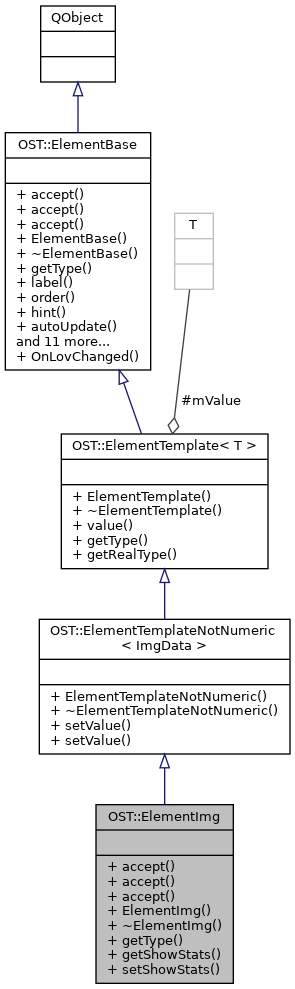 QObject
OST::ElementBase
+ accept()
+ accept()
+ accept()
+ ElementBase()
+ ~ElementBase()
+ getType()
+ label()
+ order()
+ hint()
+ autoUpdate()
and 11 more...
+ OnLovChanged()
T
#mValue
OST::ElementTemplate< T >
+ ElementTemplate()
+ ~ElementTemplate()
+ value()
+ getType()
+ getRealType()
OST::ElementTemplateNotNumeric
< ImgData >
+ ElementTemplateNotNumeric()
+ ~ElementTemplateNotNumeric()
+ setValue()
+ setValue()
OST::ElementImg
+ accept()
+ accept()
+ accept()
+ ElementImg()
+ ~ElementImg()
+ getType()
+ getShowStats()
+ setShowStats()